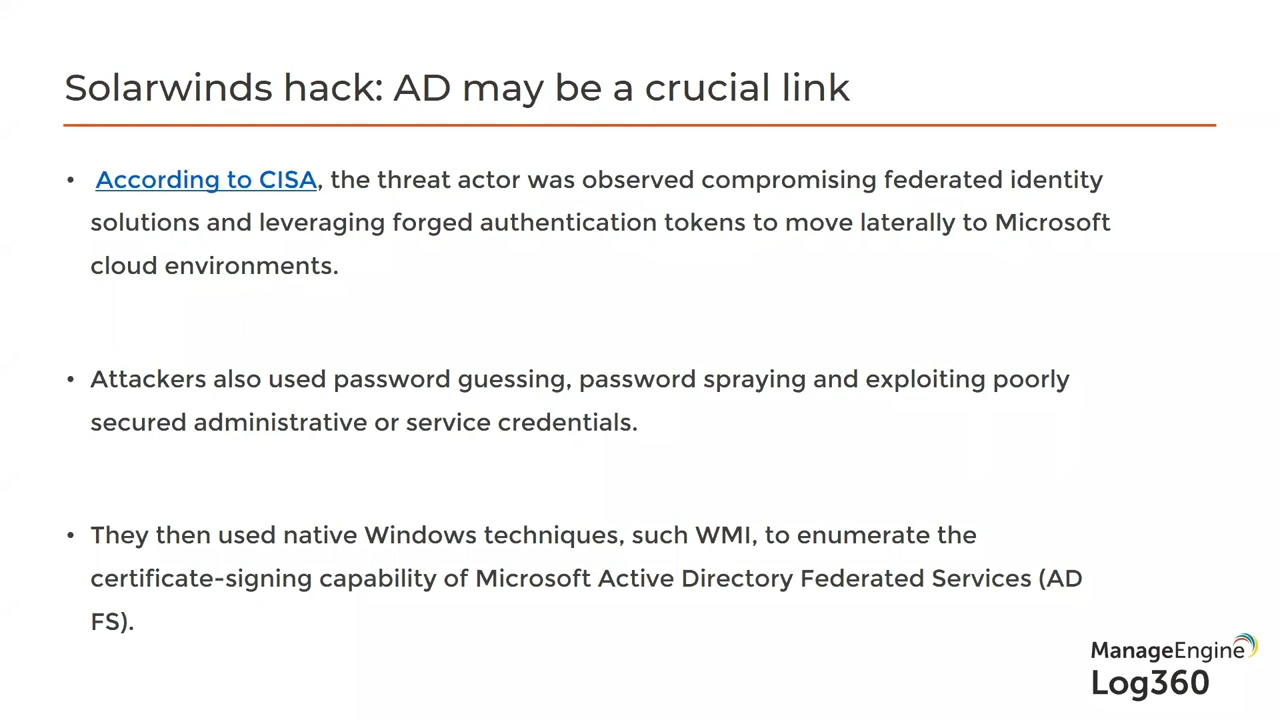 Solarwinds hack: AD may be a crucial link
• According to CISA, the threat actor was observed compromising federated identity
solutions and leveraging forged authentication tokens to move laterally to Microsoft
cloud environments.
• Attackers also used password guessing, password spraying and exploiting poorly
secured administrative or service credentials.
• They then used native Windows techniques, such WMI, to enumerate the
certificate-signing capability of Microsoft Active Directory Federated Services (AD
FS).
ManageEngine
Log360